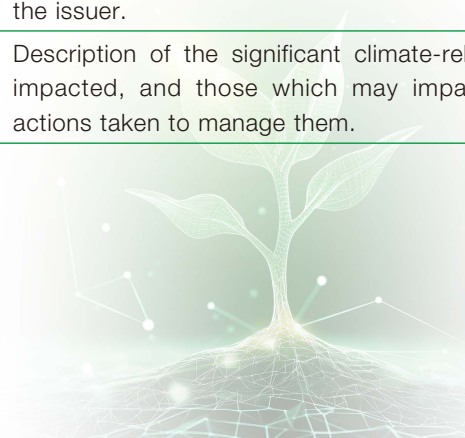 the issuer.
Description of the significant climate-rel
impacted, and those which may impa
actions taken to manage them.